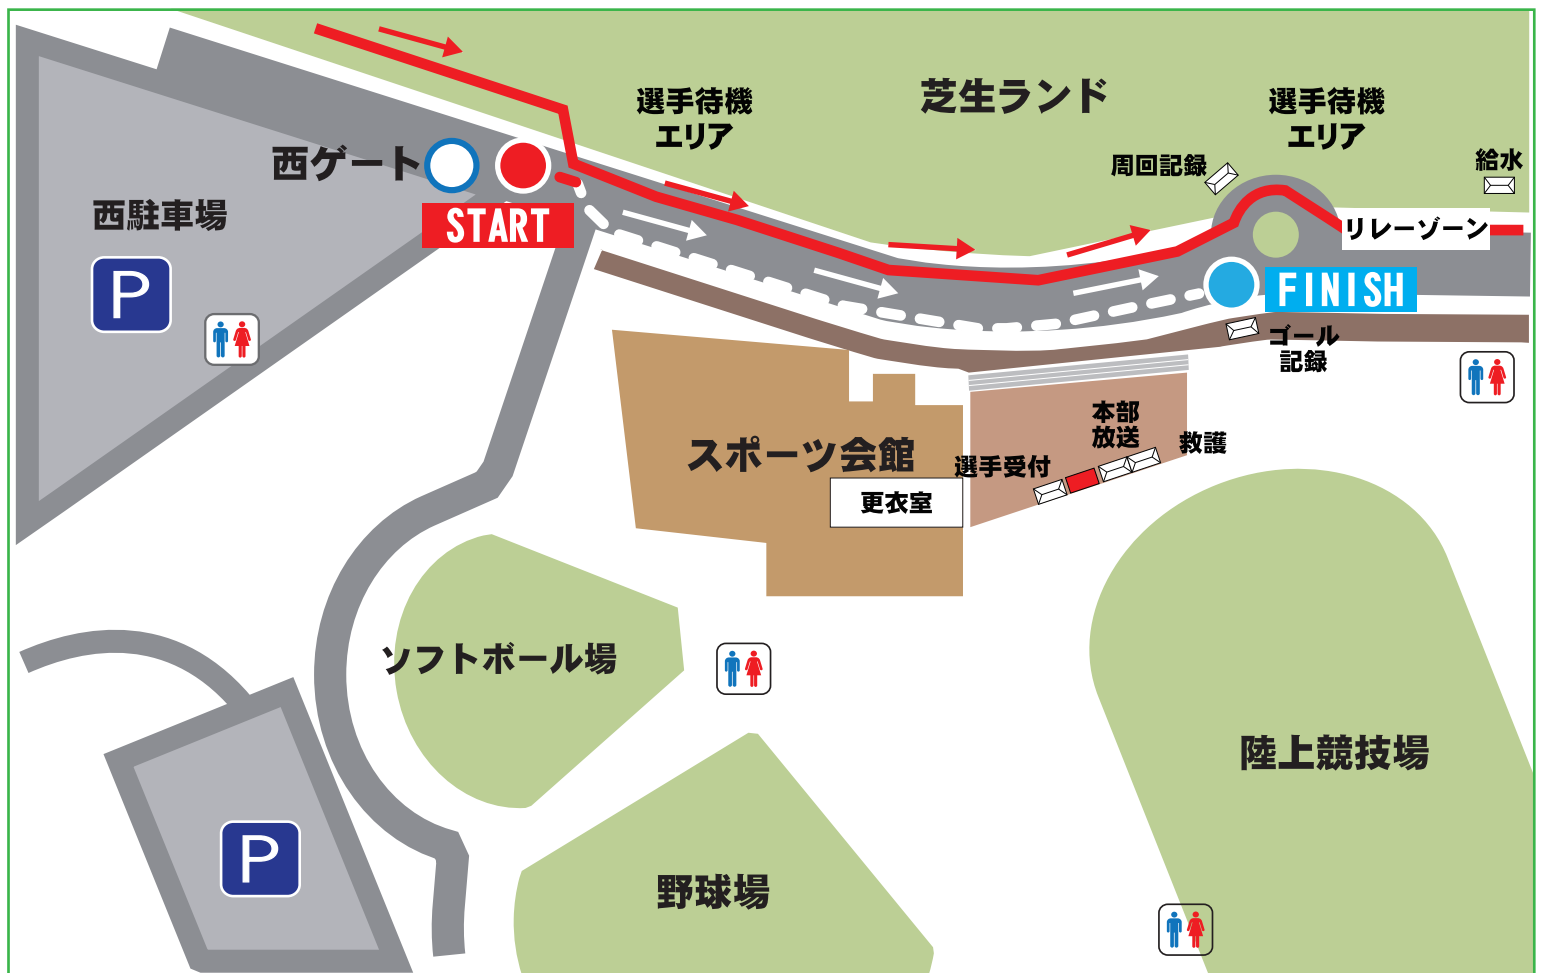 選手待機
エリア
芝生ランド
選手待機
エリア
周回記録
給水
西ゲート
西駐車場
START
リレーゾーン
P
FINISH
ゴール
記録
本部
放送
救護
スポーツ会館
選手受付
更衣室
ソフトボール場
陸上競技場
P
野球場